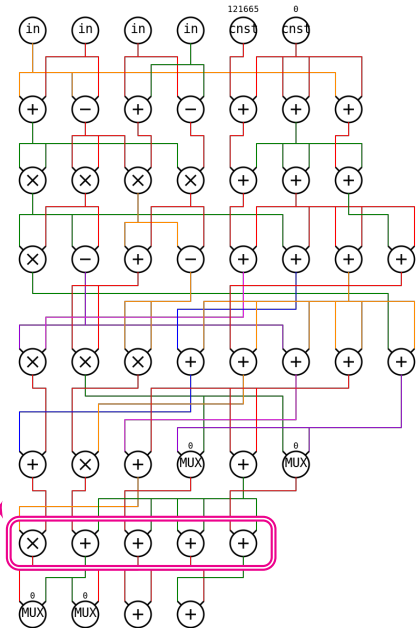 121665 0
in in in in cnst cnst
+ − + − + + +
× × × × + + +
× − + − + + + +
× × × + + + + +
0 0
+ × + MUX + MUX
× + + + +
0 0
MUX MUX + +